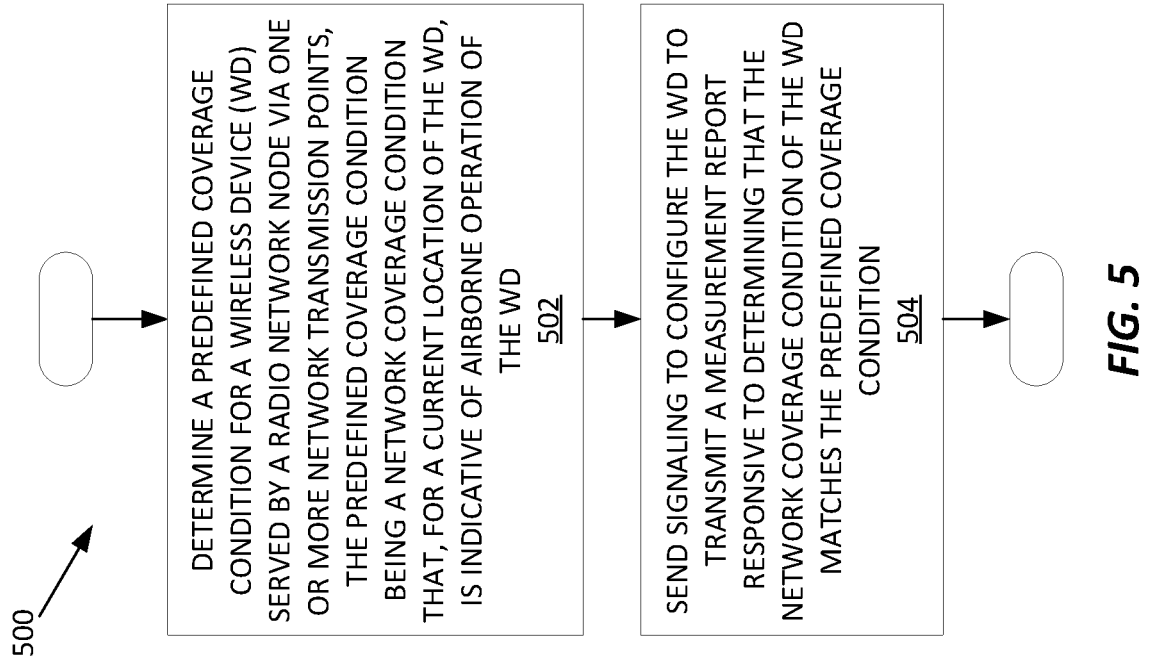 500
DETERMINE A PREDEFINED COVERAGE
CONDITION FOR A WIRELESS DEVICE (WD)
SERVED BY A RADIO NETWORK NODE VIA ONE
OR MORE NETWORK TRANSMISSION POINTS,
THE PREDEFINED COVERAGE CONDITION
BEING A NETWORK COVERAGE CONDITION
THAT, FOR A CURRENT LOCATION OF THE WD,
IS INDICATIVE OF AIRBORNE OPERATION OF
THE WD
502
SEND SIGNALING TO CONFIGURE THE WD TO
TRANSMIT A MEASUREMENT REPORT
RESPONSIVE TO DETERMINING THAT THE
NETWORK COVERAGE CONDITION OF THE WD
MATCHES THE PREDEFINED COVERAGE
CONDITION
504
FIG. 5